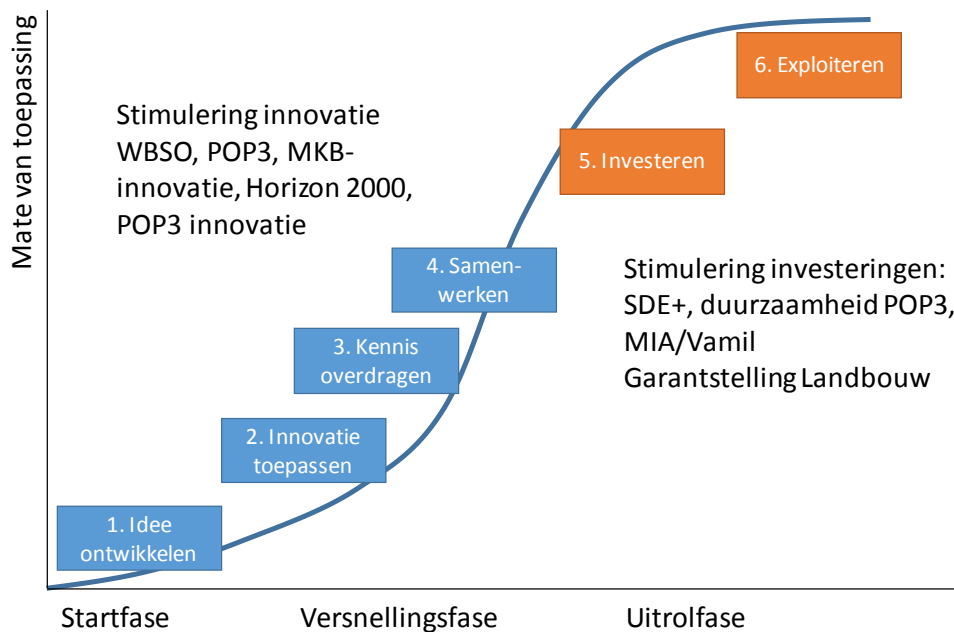 Mate van toepassing
Stimulering innovatie
WBSO, POP3, MKB-
innovatie, Horizon 2000,
POP3 innovatie
1. Idee
ontwikkelen
2. Innovatie
toepassen
3. Kennis
overdragen
4. Samen-
werken
5. Investeren
6. Exploiteren
Stimulering investeringen:
SDE+, duurzaamheid POP3,
MIA/Vamil
Garantstelling Landbouw
Startfase
Versnellingsfase
Uitrolfase